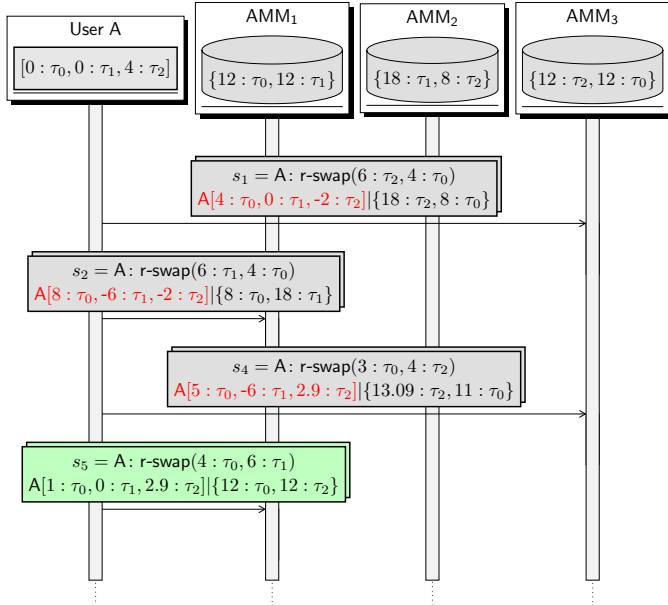 User A
AMM₁
AMM₂
AMM₃
[0 : τ₀, 0 : τ₁, 4 : τ₂]
{12 : τ₀, 12 : τ₁}
{18 : τ₁, 8 : τ₂}
{12 : τ₂, 12 : τ₀}
s₁ = A: r-swap(6 : τ₂, 4 : τ₀)
A[4 : τ₀, 0 : τ₁, -2 : τ₂]|{18 : τ₂, 8 : τ₀}
s₂ = A: r-swap(6 : τ₁, 4 : τ₀)
A[8 : τ₀, -6 : τ₁, -2 : τ₂]|{8 : τ₀, 18 : τ₁}
s₄ = A: r-swap(3 : τ₀, 4 : τ₂)
A[5 : τ₀, -6 : τ₁, 2.9 : τ₂]|{13.09 : τ₂, 11 : τ₀}
s₅ = A: r-swap(4 : τ₀, 6 : τ₁)
A[1 : τ₀, 0 : τ₁, 2.9 : τ₂]|{12 : τ₀, 12 : τ₂}